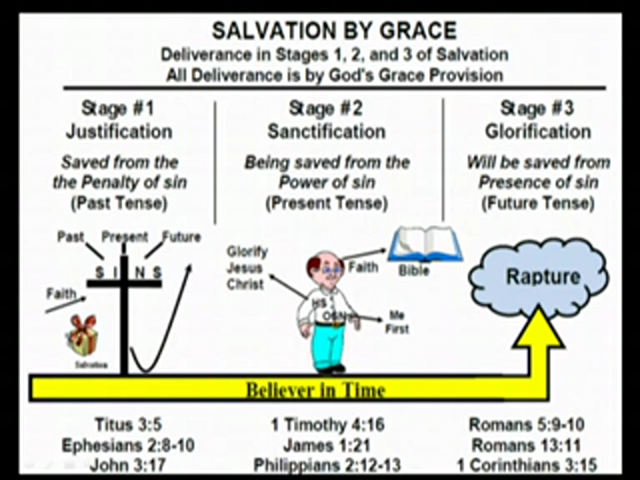 SALVATION BY GRACE
Deliverance in Stages 1, 2, and 3 of Salvation
All Deliverance is by God's Grace Provision
Stage #1
Justification
Saved from the
the Penalty of sin
(Past Tense)
Stage #2
Sanctification
Being saved from the
Power of sin
(Present Tense)
Stage #3
Glorification
Will be saved from
Presence of sin
(Future Tense)
Past Present Future
S I N S
Faith
Salvation
Glorify
Jesus
Christ
Faith
Bible
HS
OSN
Me
First
Rapture
Believer in Time
Titus 3:5
Ephesians 2:8-10
John 3:17
1 Timothy 4:16
James 1:21
Philippians 2:12-13
Romans 5:9-10
Romans 13:11
1 Corinthians 3:15